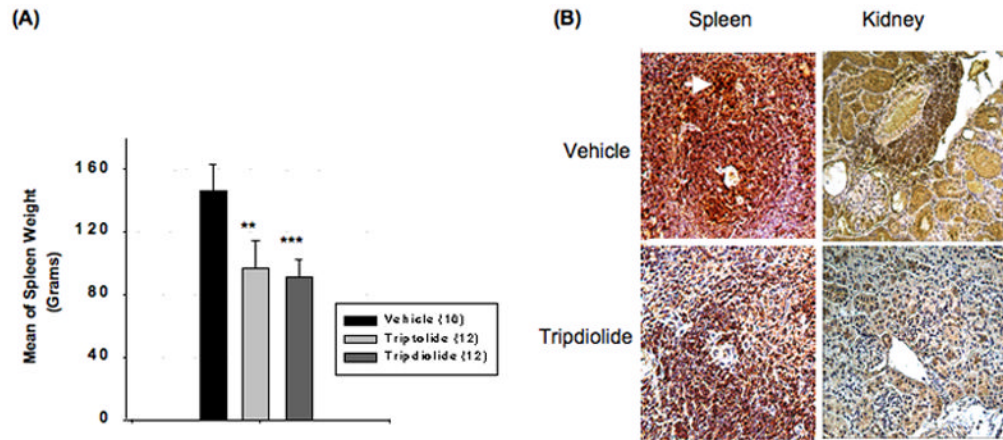 (A)
Mean of Spleen Weight
(Grams)
160
120
80
40
0
**
***
Vehicle (10)
Triptolide (12)
Tripdiolide (12)
(B)
Spleen
Kidney
Vehicle
Tripdiolide